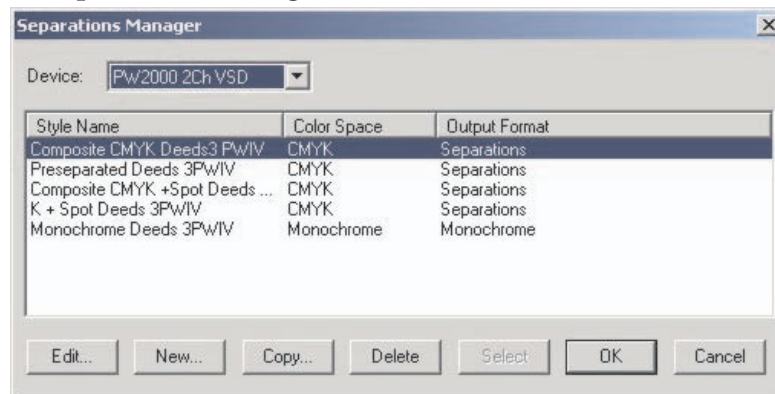 Separations Manager
Device: PW2000 2Ch VSD
Style Name Color Space Output Format
Composite CMYK Deeds3 PWIV CMYK Separations
Preseparated Deeds 3PWIV CMYK Separations
Composite CMYK +Spot Deeds ... CMYK Separations
K + Spot Deeds 3PWIV CMYK Separations
Monochrome Deeds 3PWIV Monochrome Monochrome
Edit... New... Copy... Delete Select OK Cancel